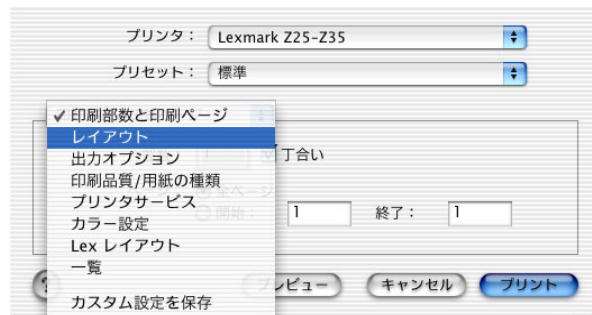 プリンタ： Lexmark Z25-Z35
プリセット： 標準
✓ 印刷部数と印刷ページ
レイアウト
出力オプション
丁合い
印刷品質/用紙の種類
全ページ
プリンタサービス
開始： 1 終了： 1
カラー設定
Lex レイアウト
一覧
? プレビュー キャンセル プリント
カスタム設定を保存